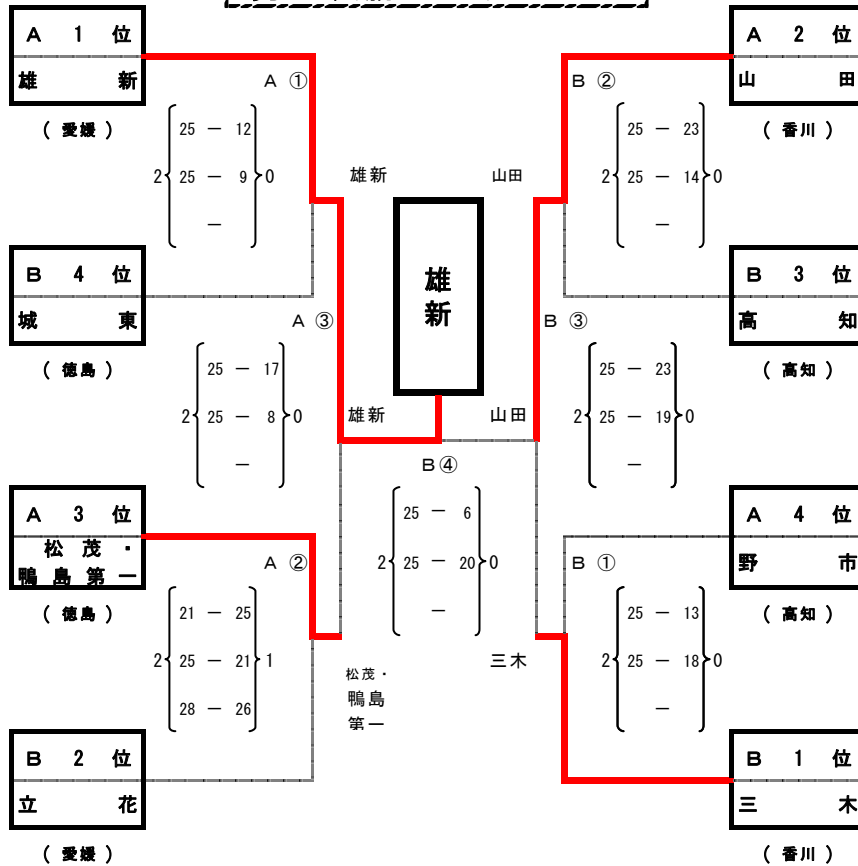 A 1 位
雄 新
( 愛媛 )
A ①
25 － 12
2 25 － 9 0
－
B 4 位
城 東
( 徳島 )
雄新
A ③
25 － 17
2 25 － 8 0
－
雄新
A 3 位
松 茂 ・
鴨 島 第 一
( 徳島 )
A ②
21 － 25
2 25 － 21 1
28 － 26
B 2 位
立 花
( 愛媛 )
松茂・
鴨島
第一
雄新
B④
25 － 6
2 25 － 20 0
－
A 2 位
山 田
( 香川 )
B ②
25 － 23
2 25 － 14 0
－
山田
B 3 位
高 知
( 高知 )
B ③
25 － 23
2 25 － 19 0
－
山田
A 4 位
野 市
( 高知 )
B ①
25 － 13
2 25 － 18 0
－
三木
B 1 位
三 木
( 香川 )